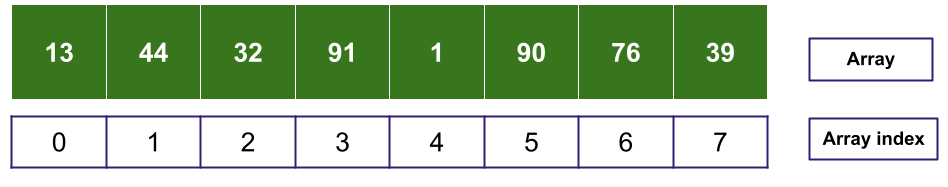 13 44 32 91 1 90 76 39 Array
0 1 2 3 4 5 6 7 Array index